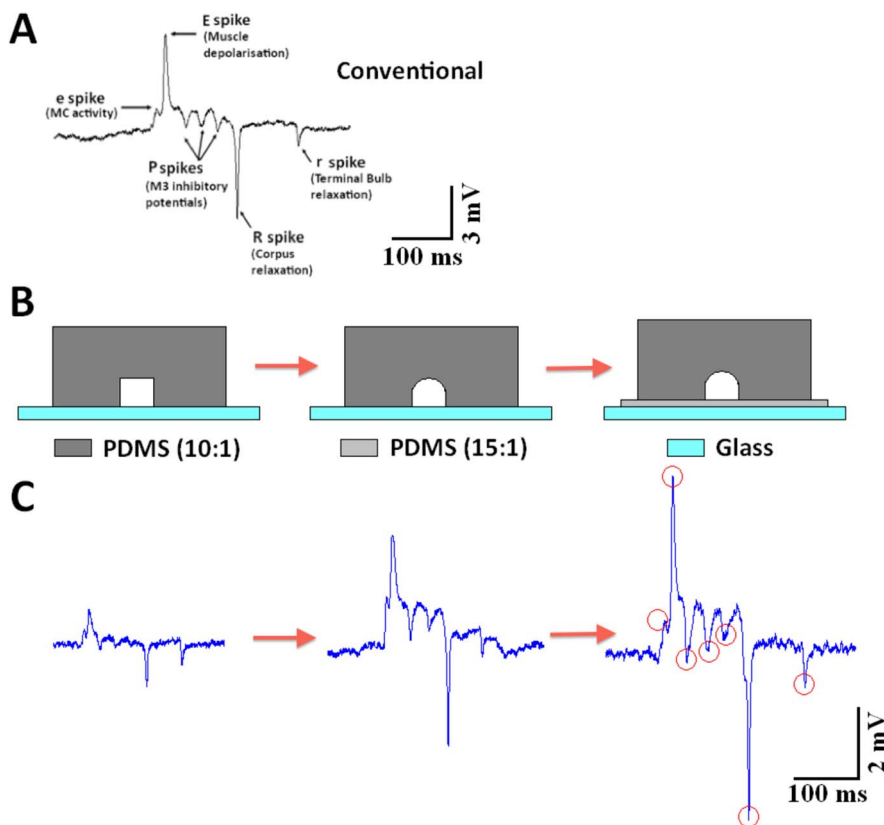 A
E spike
(Muscle
depolarisation)
Conventional
e spike
(MC activity)
P spikes
(M3 inhibitory
potentials)
r spike
(Terminal Bulb
relaxation)
R spike
(Corpus
relaxation)
3 mV
100 ms
B
PDMS (10:1)
PDMS (15:1)
Glass
C
2 mV
100 ms